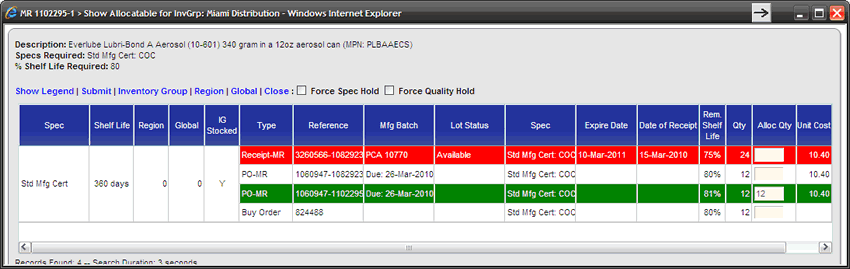 MR 1102295-1 > Show Allocatable for InvGrp: Miami Distribution - Windows Internet Explorer
Description: Everlube Lubri-Bond A Aerosol (10-601) 340 gram in a 12oz aerosol can (MPN: PLBAAECS)
Specs Required: Std Mfg Cert: COC
% Shelf Life Required: 80
Show Legend | Submit | Inventory Group | Region | Global | Close : Force Spec Hold Force Quality Hold
Spec Shelf Life Region Global IG Stocked Type Reference Mfg Batch Lot Status Spec Expire Date Date of Receipt Rem. Shelf Life Qty Alloc Qty Unit Cost
Receipt-MR 3260566-1082923 PCA 10770 Available Std Mfg Cert: COC 10-Mar-2011 15-Mar-2010 75% 24 10.40
PO-MR 1060947-1082923 Due: 26-Mar-2010 Std Mfg Cert: COC 80% 12 10.40
Std Mfg Cert 360 days 0 0 Y
PO-MR 1060947-1102295 Due: 26-Mar-2010 Std Mfg Cert: COC 81% 12 12 10.40
Buy Order 824488 Std Mfg Cert: COC 80% 12
Records Found: 4 -- Search Duration: 3 seconds